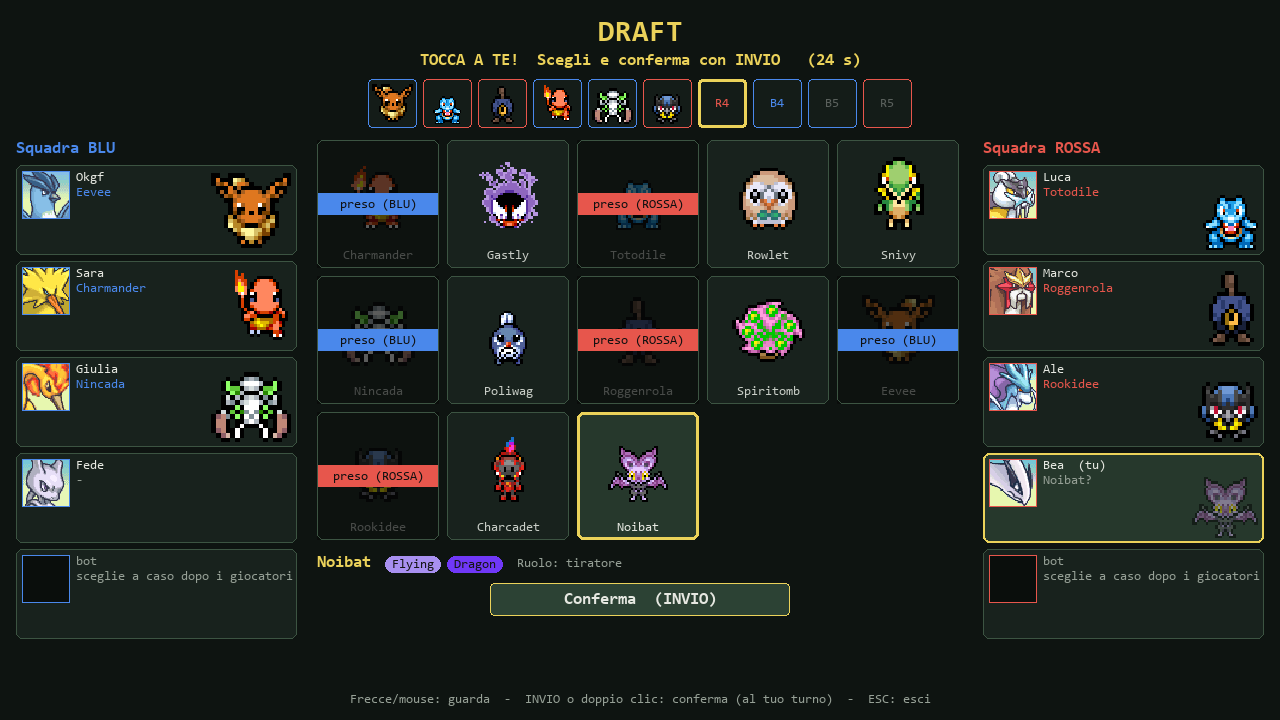 DRAFT
TOCCA A TE!  Scegli e conferma con INVIO   (24 s)
R4
B4
B5
R5
Squadra BLU
Okgf
Eevee
Sara
Charmander
Giulia
Nincada
Fede
-
bot
sceglie a caso dopo i giocatori
preso (BLU)
Charmander
Gastly
preso (ROSSA)
Totodile
Rowlet
Snivy
preso (BLU)
Nincada
Poliwag
preso (ROSSA)
Roggenrola
Spiritomb
preso (BLU)
Eevee
preso (ROSSA)
Rookidee
Charcadet
Noibat
Noibat  Flying  Dragon  Ruolo: tiratore
Conferma  (INVIO)
Squadra ROSSA
Luca
Totodile
Marco
Roggenrola
Ale
Rookidee
Bea  (tu)
Noibat?
bot
sceglie a caso dopo i giocatori
Frecce/mouse: guarda  -  INVIO o doppio clic: conferma (al tuo turno)  -  ESC: esci